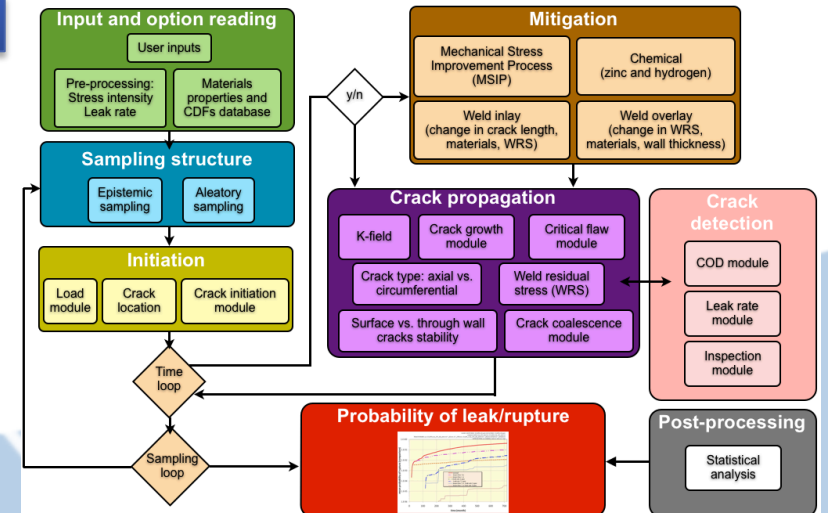 Input and option reading
User inputs
Pre-processing:
Stress intensity
Leak rate
Materials
properties and
CDFs database
Sampling structure
Epistemic
sampling
Aleatory
sampling
Initiation
Load
module
Crack
location
Crack initiation
module
Time
loop
Sampling
loop
y/n
Mitigation
Mechanical Stress
Improvement Process
(MSIP)
Chemical
(zinc and hydrogen)
Weld inlay
(change in crack length,
materials, WRS)
Weld overlay
(change in WRS,
materials, wall thickness)
Crack propagation
K-field
Crack growth
module
Critical flaw
module
Crack type: axial vs.
circumferential
Weld residual
stress (WRS)
Surface vs. through wall
cracks stability
Crack coalescence
module
Crack
detection
COD module
Leak rate
module
Inspection
module
Probability of leak/rupture
Post-processing
Statistical
analysis